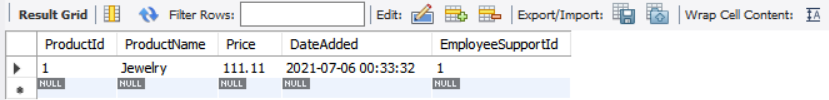 Result Grid Filter Rows: Edit: Export/Import: Wrap Cell Content: IA
ProductId ProductName Price DateAdded EmployeeSupportId
1 Jewelry 111.11 2021-07-06 00:33:32 1
NULL NULL NULL NULL NULL